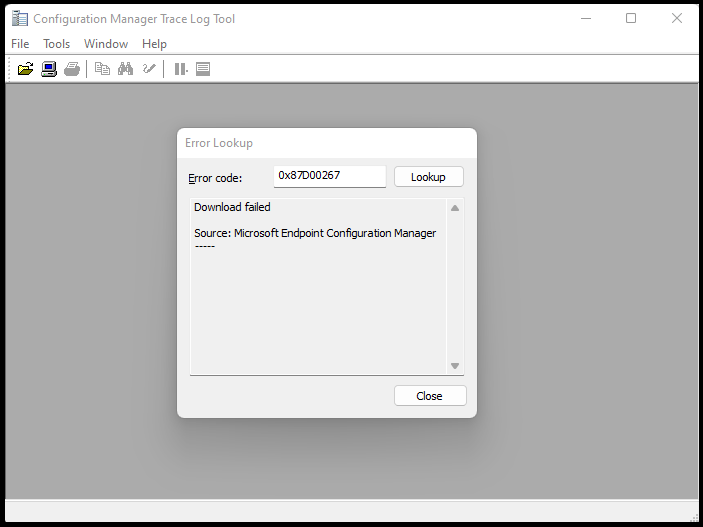 Configuration Manager Trace Log Tool
File Tools Window Help
Error Lookup
Error code: 0x87D00267 Lookup
Download failed
Source: Microsoft Endpoint Configuration Manager
-----
Close